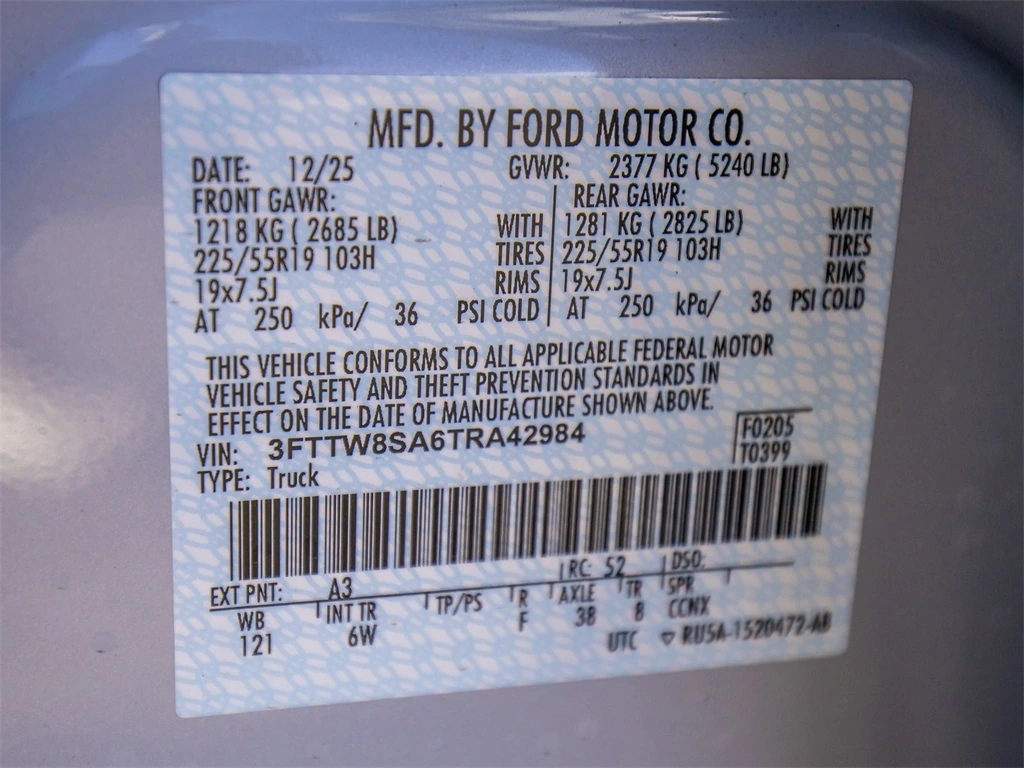 MFD. BY FORD MOTOR CO.
DATE: 12/25 GVWR: 2377 KG ( 5240 LB)
FRONT GAWR: REAR GAWR:
1218 KG ( 2685 LB) WITH 1281 KG ( 2825 LB) WITH
225/55R19 103H TIRES 225/55R19 103H TIRES
19x7.5J RIMS 19x7.5J RIMS
AT 250 kPa/ 36 PSI COLD AT 250 kPa/ 36 PSI COLD
THIS VEHICLE CONFORMS TO ALL APPLICABLE FEDERAL MOTOR
VEHICLE SAFETY AND THEFT PREVENTION STANDARDS IN
EFFECT ON THE DATE OF MANUFACTURE SHOWN ABOVE.
VIN: 3FTTW8SA6TRA42984 F0205
TYPE: Truck T0399
EXT PNT: A3 RC: 52 DSO:
WB INT TR TP/PS R AXLE TR SPR
121 6W F 38 8 CCNX
UTC ▽ RU5A-1520472-AB